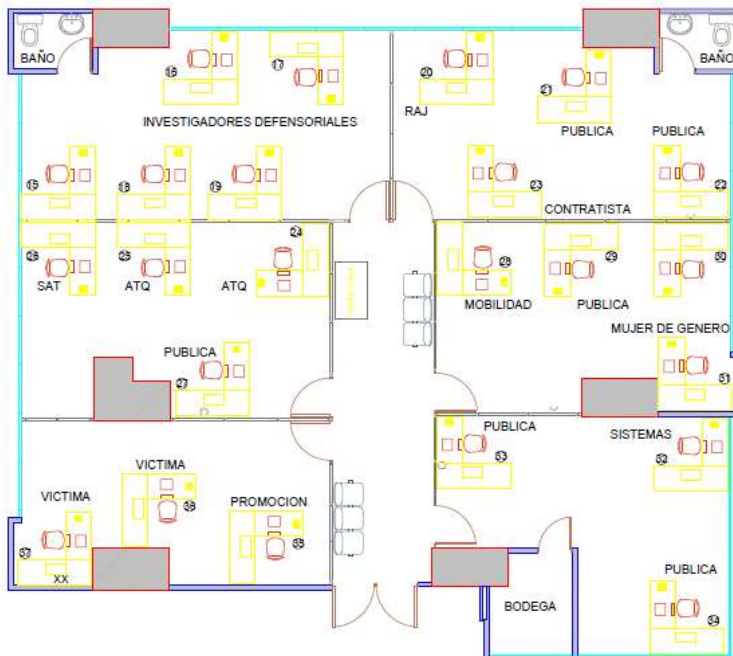 BAÑO
BAÑO
16
17
20
21
RAJ
INVESTIGADORES DEFENSORIALES
PUBLICA
PUBLICA
15
18
19
23
22
CONTRATISTA
26
25
24
28
29
30
SAT
ATQ
ATQ
MOBILIDAD
PUBLICA
MUJER DE GENERO
PUBLICA
27
31
PUBLICA
SISTEMAS
33
32
VICTIMA
VICTIMA
PROMOCION
36
35
37
XX
PUBLICA
BODEGA
34